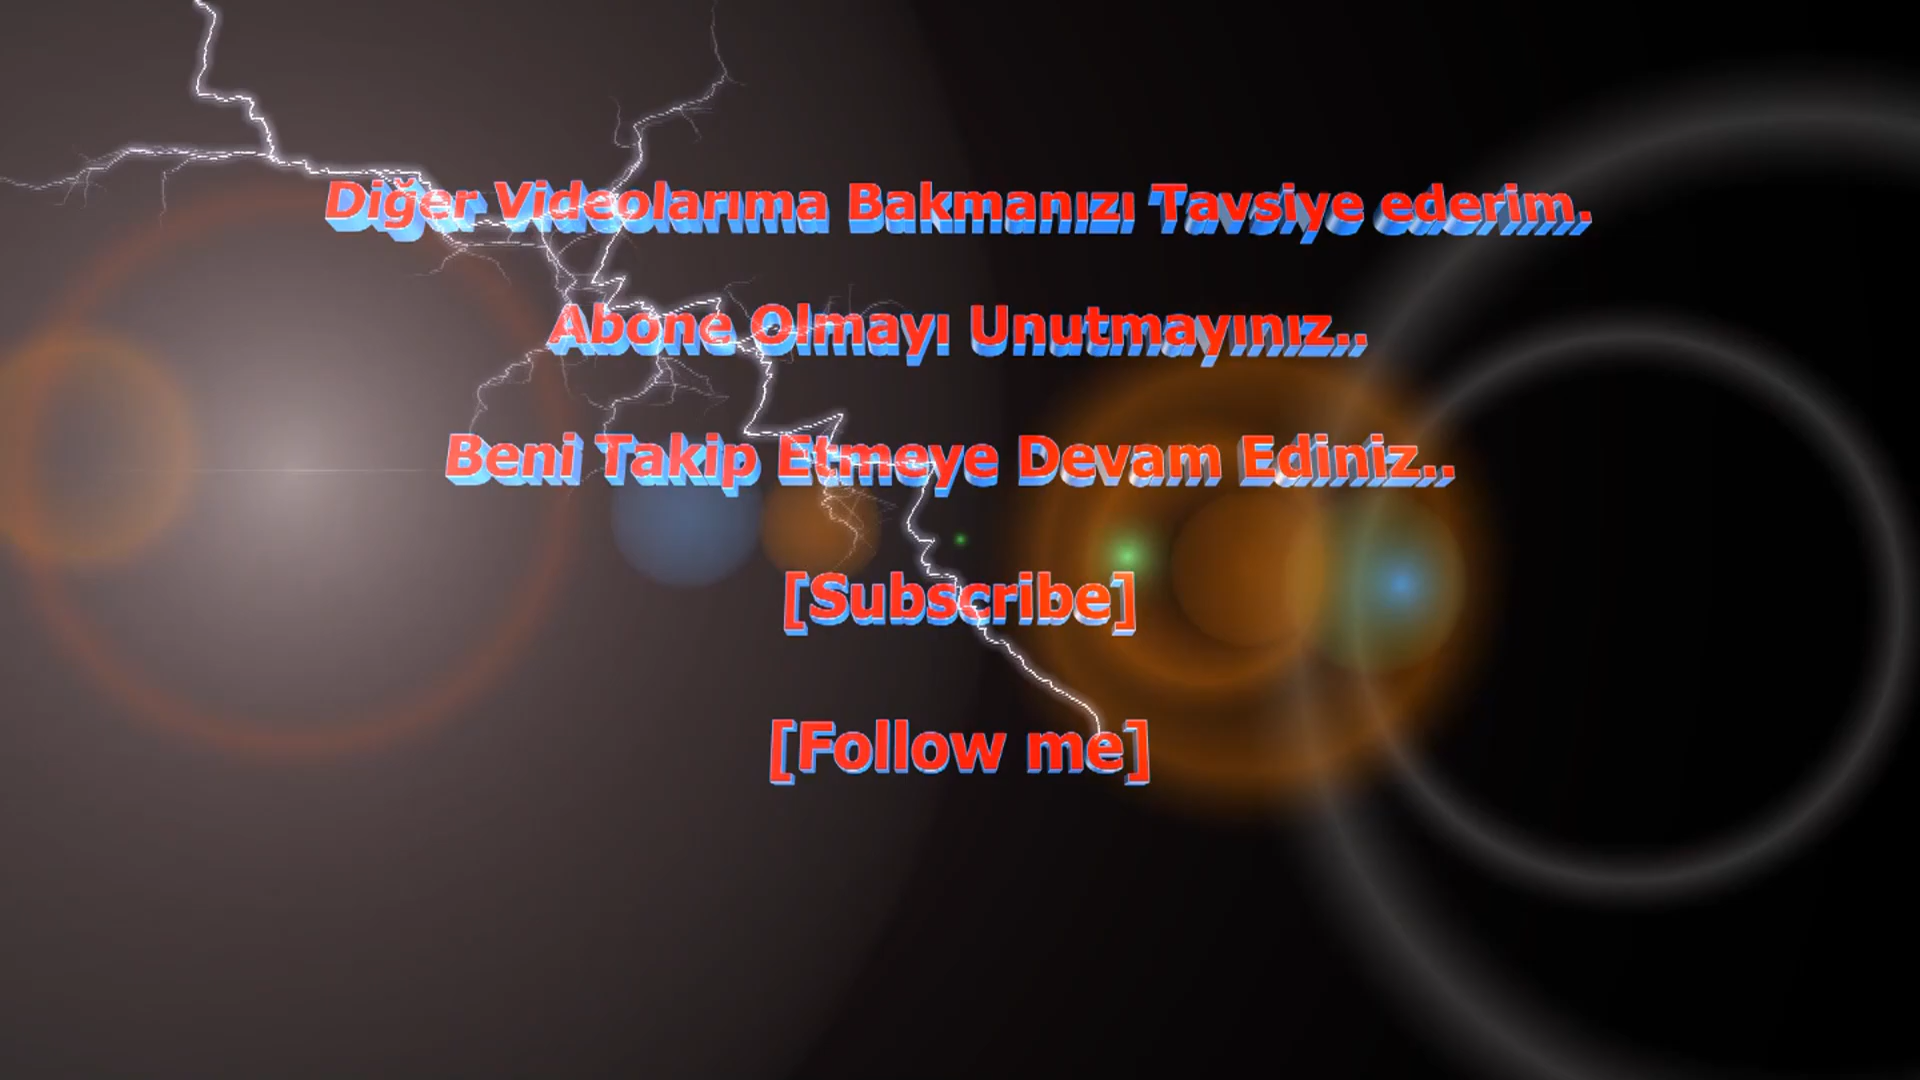 Diğer Videolarıma Bakmanızı Tavsiye ederim.
Abone Olmayı Unutmayınız..
Beni Takip Etmeye Devam Ediniz..
[Subscribe]
[Follow me]